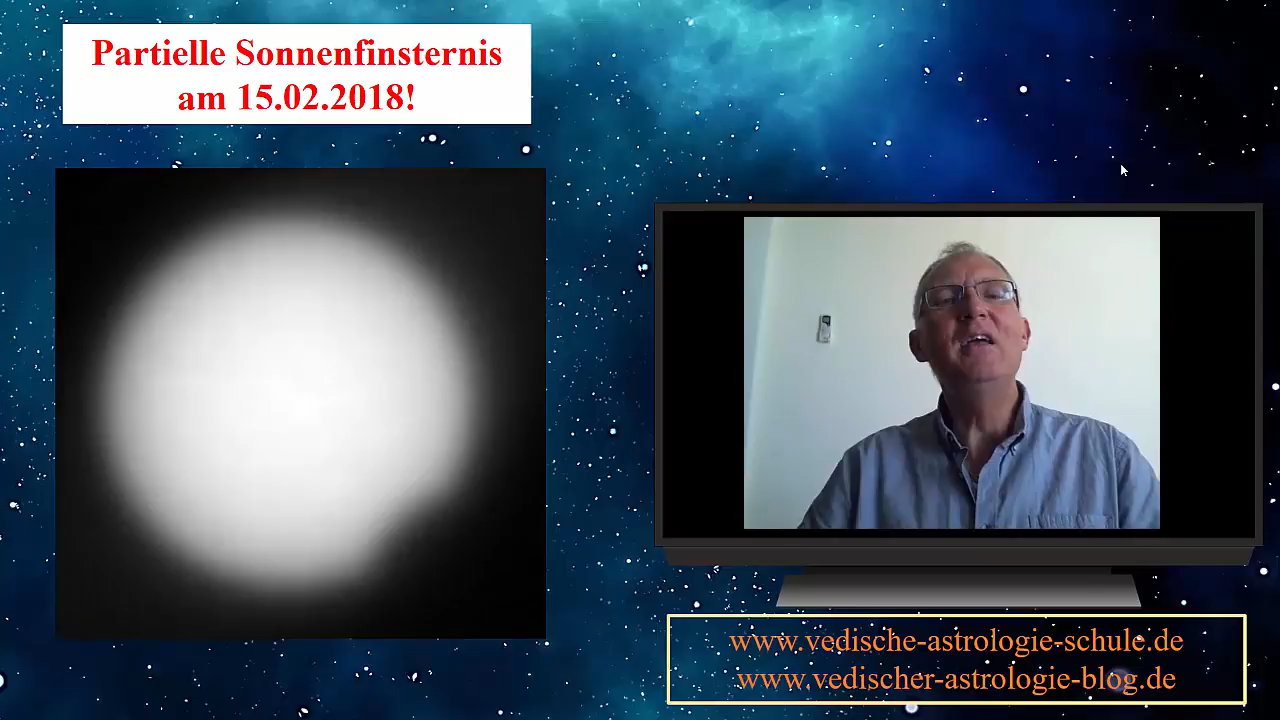 Partielle Sonnenfinsternis
am 15.02.2018!
www.vedische-astrologie-schule.de
www.vedischer-astrologie-blog.de